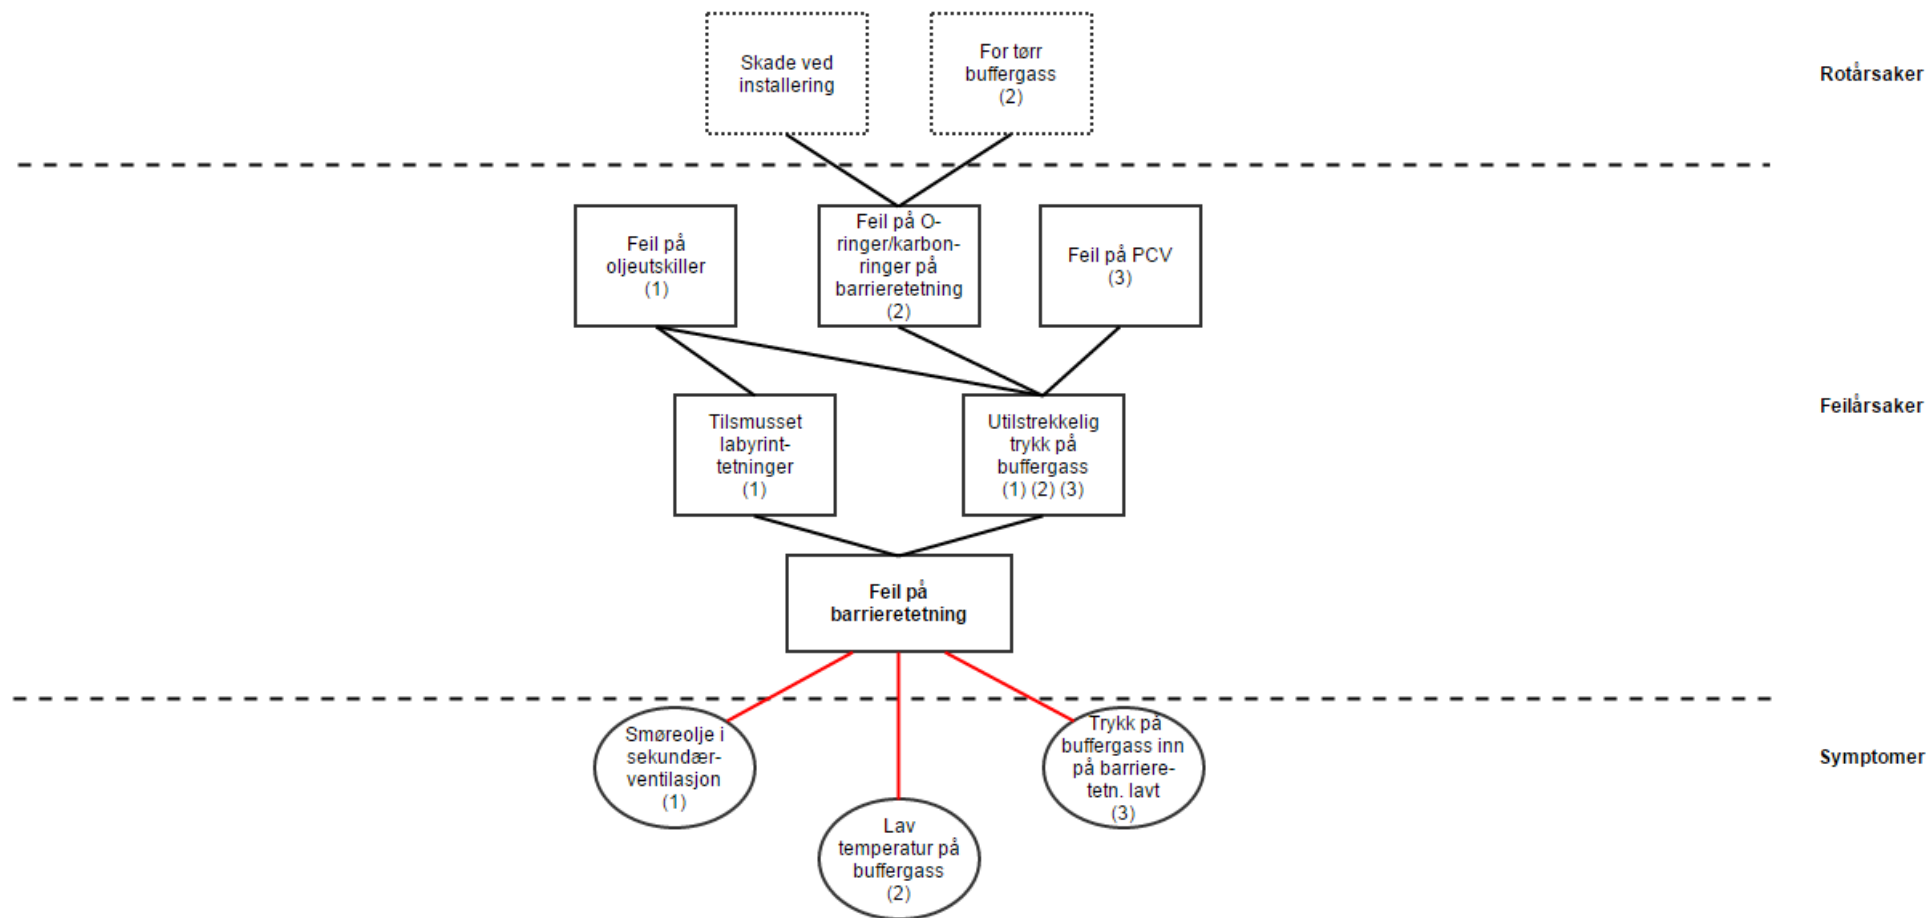 Skade ved
installering
For tørr
buffergass
(2)
Rotårsaker
Feil på
oljeutskiller
(1)
Feil på O-
ringer/karbon-
ringer på
barrieretetning
(2)
Feil på PCV
(3)
Tilsmusset
labyrint-
tetninger
(1)
Utilstrekkelig
trykk på
buffergass
(1) (2) (3)
Feilårsaker
Feil på
barrieretetning
Smøreolje i
sekundær-
ventilasjon
(1)
Lav
temperatur på
buffergass
(2)
Trykk på
buffergass inn
på barriere-
tetn. lavt
(3)
Symptomer